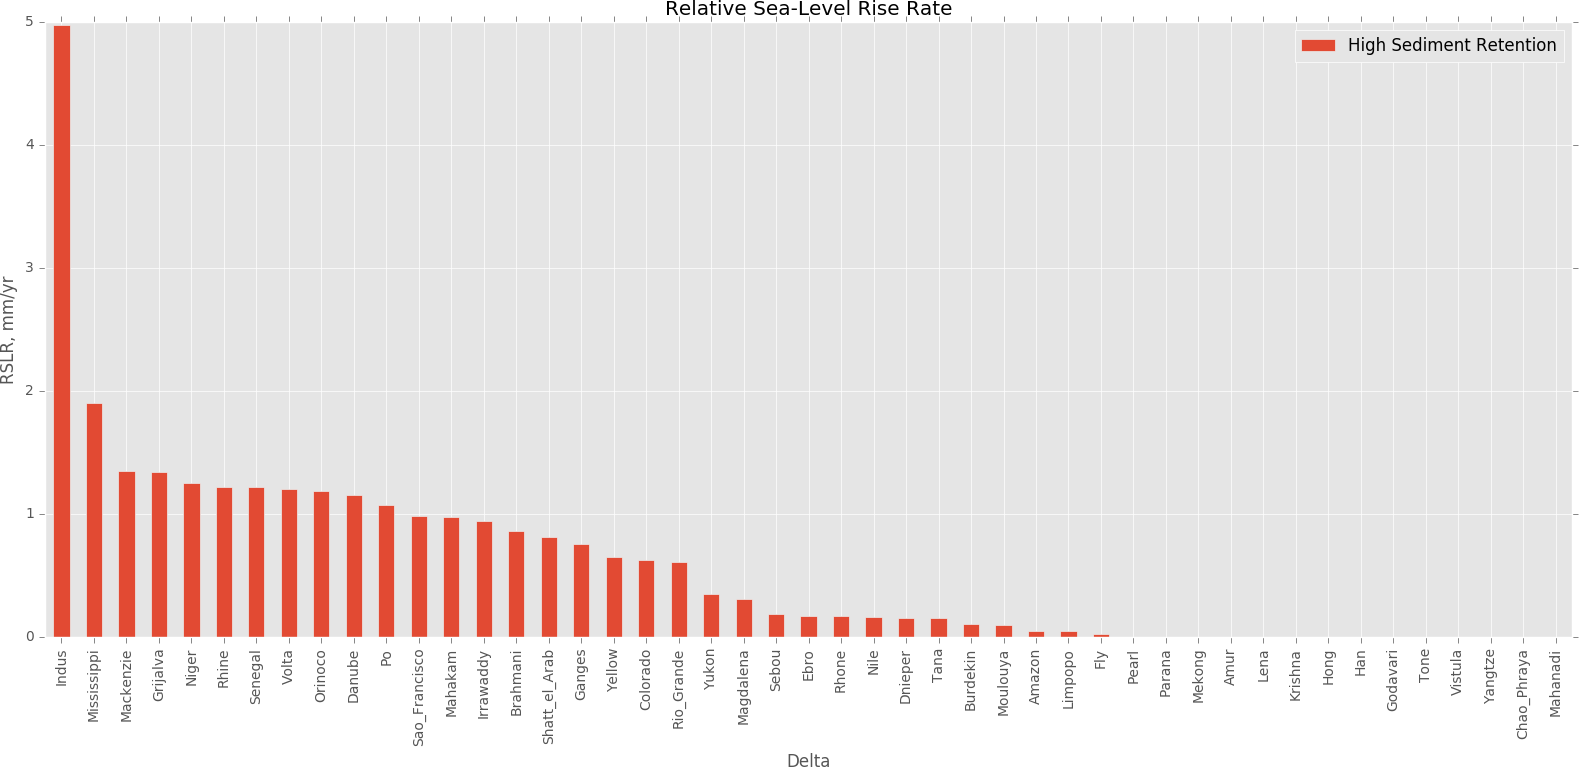 Relative Sea-Level Rise Rate
High Sediment Retention
RSLR, mm/yr
5
4
3
2
1
0
Indus
Mississippi
Mackenzie
Grijalva
Niger
Rhine
Senegal
Volta
Orinoco
Danube
Po
Sao_Francisco
Mahakam
Irrawaddy
Brahmani
Shatt_el_Arab
Ganges
Yellow
Colorado
Rio_Grande
Yukon
Magdalena
Sebou
Ebro
Rhone
Nile
Dnieper
Tana
Burdekin
Moulouya
Amazon
Limpopo
Fly
Pearl
Parana
Mekong
Amur
Lena
Krishna
Hong
Han
Godavari
Tone
Vistula
Yangtze
Chao_Phraya
Mahanadi
Delta